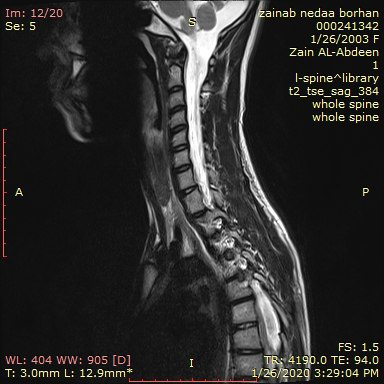 Im: 12/20
Se: 5
S
zainab nedaa borhan
000241342
1/26/2003 F
Zain AL-Abdeen
1
l-spine^library
t2_tse_sag_384
whole spine
whole spine
A
P
WL: 404 WW: 905 [D]
T: 3.0mm L: 12.9mm*
I
FS: 1.5
TR: 4190.0 TE: 94.0
1/26/2020 3:29:04 PM